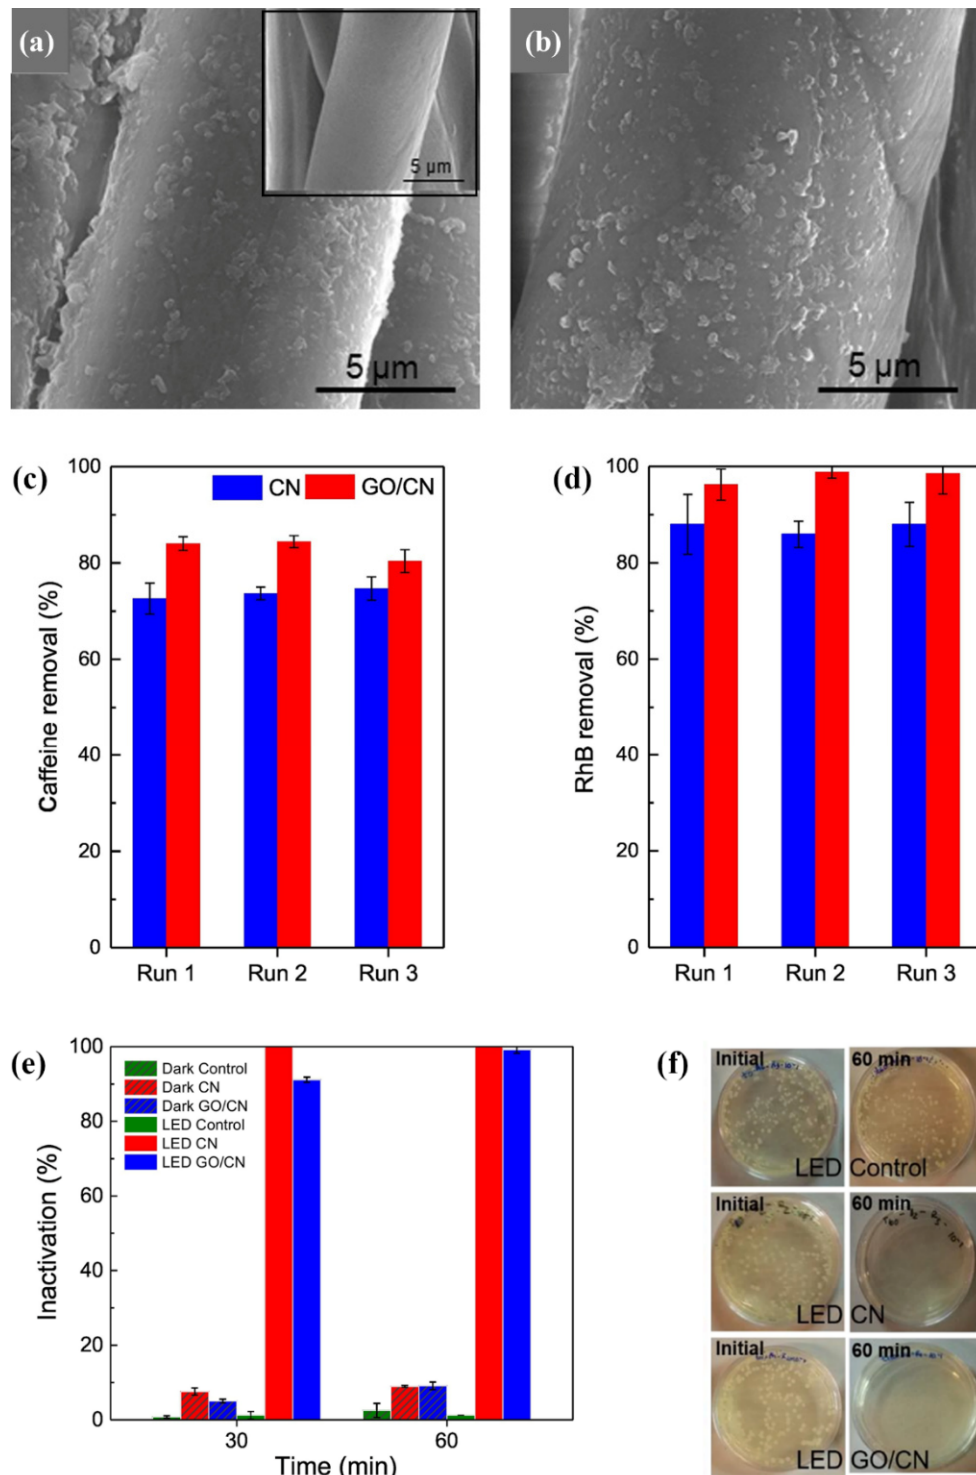 (a)
5 µm
5 µm
(b)
5 µm
(c)
CN
GO/CN
100
80
60
40
20
0
Caffeine removal (%)
Run 1
Run 2
Run 3
(d)
100
80
60
40
20
0
RhB removal (%)
Run 1
Run 2
Run 3
(e)
100
80
60
40
20
0
Inactivation (%)
Dark Control
Dark CN
Dark GO/CN
LED Control
LED CN
LED GO/CN
30
60
Time (min)
(f)
Initial
60 min
LED Control
Initial
60 min
LED CN
Initial
60 min
LED GO/CN